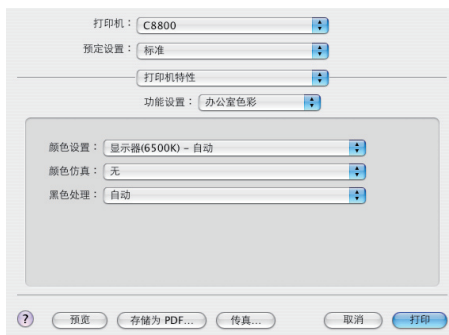 打印机： C8800
预定设置： 标准
打印机特性
功能设置： 办公室色彩
颜色设置： 显示器(6500K) – 自动
颜色仿真： 无
黑色处理： 自动
? 预览 存储为 PDF... 传真... 取消 打印